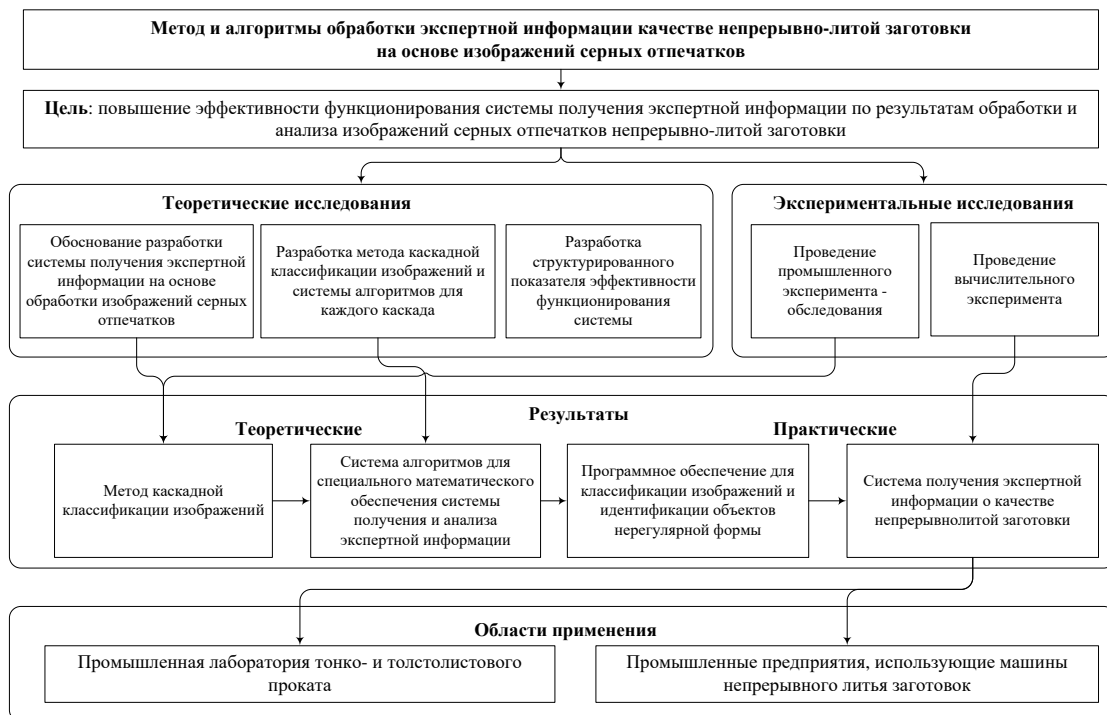 Метод и алгоритмы обработки экспертной информации качестве непрерывно-литой заготовки
на основе изображений серных отпечатков
Цель: повышение эффективности функционирования системы получения экспертной информации по результатам обработки и
анализа изображений серных отпечатков непрерывно-литой заготовки
Теоретические исследования
Обоснование разработки
системы получения экспертной
информации на основе
обработки изображений серных
отпечатков
Разработка метода каскадной
классификации изображений и
системы алгоритмов для
каждого каскада
Разработка
структурированного
показателя эффективности
функционирования
системы
Экспериментальные исследования
Проведение
промышленного
эксперимента -
обследования
Проведение
вычислительного
эксперимента
Результаты
Теоретические
Практические
Метод каскадной
классификации изображений
Система алгоритмов для
специального математического
обеспечения системы
получения и анализа
экспертной информации
Программное обеспечение для
классификации изображений и
идентификации объектов
нерегулярной формы
Система получения экспертной
информации о качестве
непрерывнолитой заготовки
Области применения
Промышленная лаборатория тонко- и толстолистового
проката
Промышленные предприятия, использующие машины
непрерывного литья заготовок